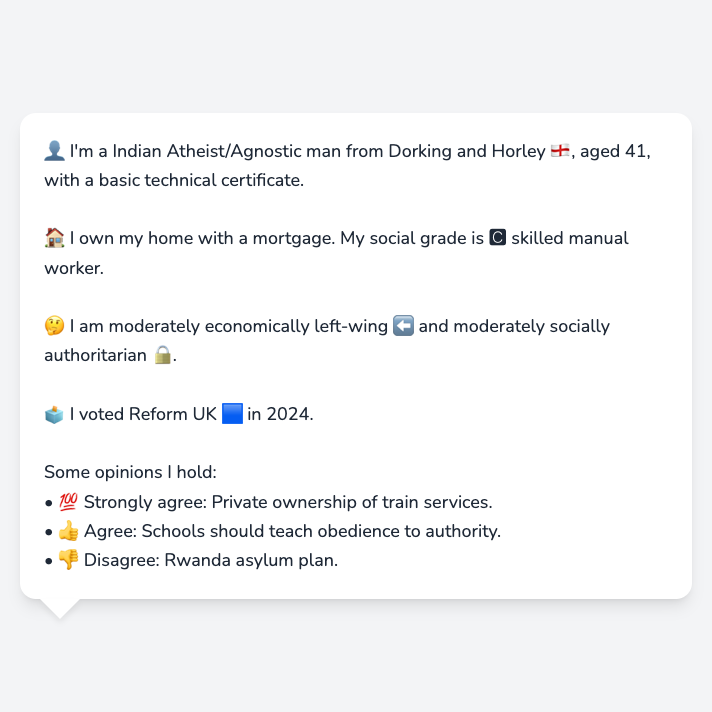 👤 I'm a Indian Atheist/Agnostic man from Dorking and Horley 🏴󠁧󠁢󠁥󠁮󠁧󠁿, aged 41,
with a basic technical certificate.
🏠 I own my home with a mortgage. My social grade is 🅲 skilled manual
worker.
🤔 I am moderately economically left-wing ⬅️ and moderately socially
authoritarian 🔒.
🗳️ I voted Reform UK 🟦 in 2024.
Some opinions I hold:
• 💯 Strongly agree: Private ownership of train services.
• 👍 Agree: Schools should teach obedience to authority.
• 👎 Disagree: Rwanda asylum plan.